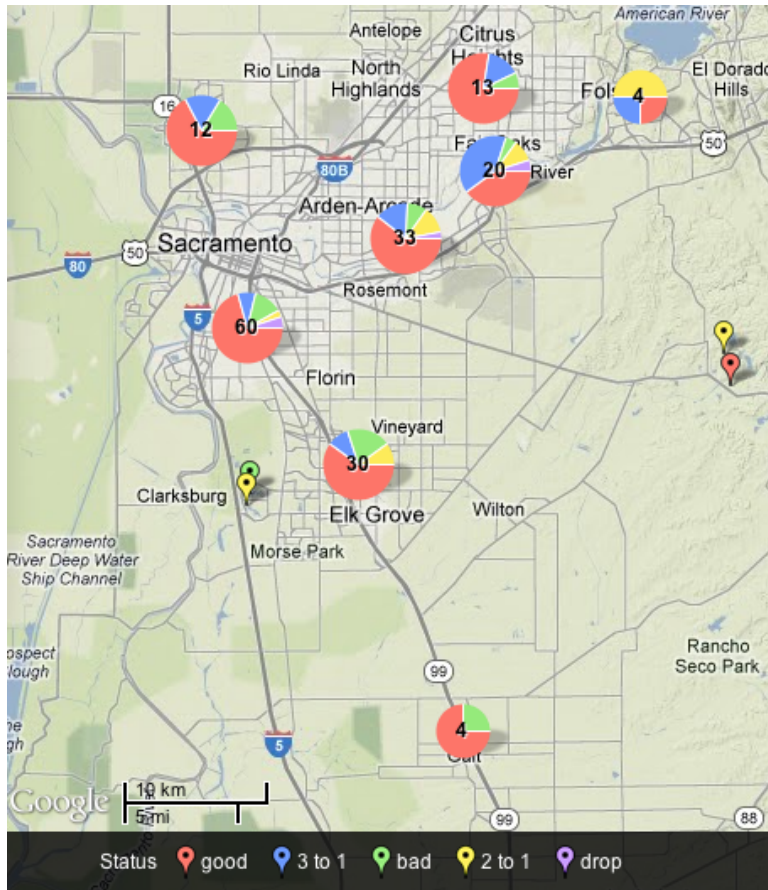 American River
Antelope
Citrus
Heights
El Dorado
Hills
Rio Linda
North
Highlands
13
4
16
12
50
80B
20
River
Arden-Arcade
33
Sacramento
50
80
Rosemont
5
60
Florin
Vineyard
30
Clarksburg
Elk Grove
Wilton
Sacramento
River Deep Water
Ship Channel
Morse Park
Rancho
Seco Park
99
4
Galt
5
10 km
5 mi
Google
99
88
Status good 3 to 1 bad 2 to 1 drop